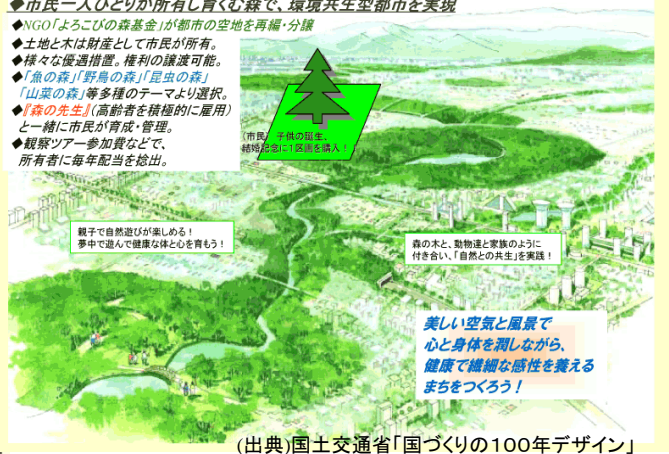 ◆市民一人ひとりが所有し育くむ森で、環境共生型都市を実現
◆NGO「よろこびの森基金」が都市の空地を再編・分譲
◆土地と木は財産として市民が所有。
◆様々な優遇措置。権利の譲渡可能。
◆「魚の森」「野鳥の森」「昆虫の森」
「山菜の森」等多種のテーマより選択。
◆『森の先生』(高齢者を積極的に雇用)
と一緒に市民が育成・管理。
◆観察ツアー参加費などで、
所有者に毎年配当を捻出。
(市民) 子供の誕生、
結婚記念に1区画を購入!
親子で自然遊びが楽しめる!
夢中で遊んで健康な体と心を育もう!
森の木と、動物達と家族のように
付き合い、「自然との共生」を実践!
美しい空気と風景で
心と身体を潤しながら、
健康で繊細な感性を養える
まちをつくろう!
(出典)国土交通省「国づくりの100年デザイン」